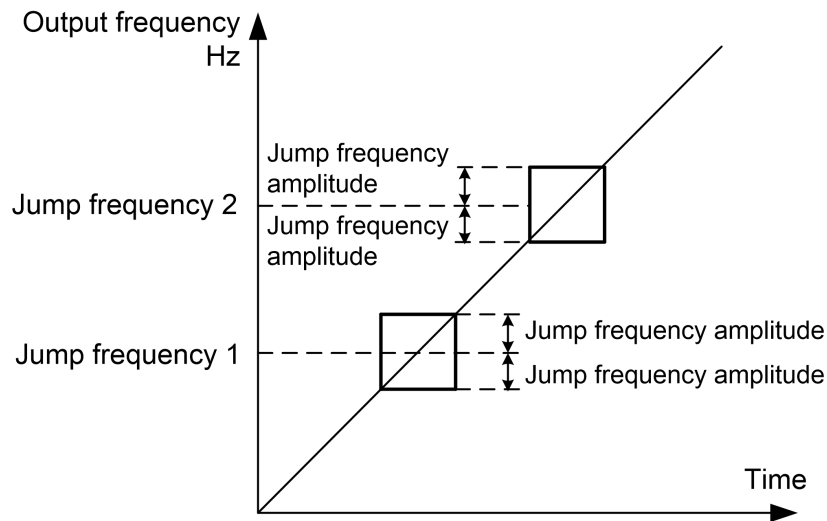 Output frequency
Hz
Jump frequency
amplitude
Jump frequency 2
Jump frequency
amplitude
Jump frequency amplitude
Jump frequency 1
Jump frequency amplitude
Time